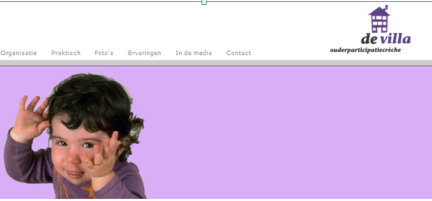 de villa
ouderparticipatiecrèche
Organisatie Praktisch Foto's Ervaringen In de media Contact